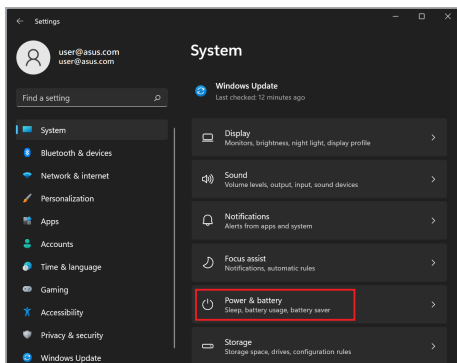 Settings
user@asus.com
user@asus.com
Find a setting
System
Bluetooth & devices
Network & internet
Personalization
Apps
Accounts
Time & language
Gaming
Accessibility
Privacy & security
Windows Update
System
Windows Update
Last checked: 12 minutes ago
Display
Monitors, brightness, night light, display profile
Sound
Volume levels, output, input, sound devices
Notifications
Alerts from apps and system
Focus assist
Notifications, automatic rules
Power & battery
Sleep, battery usage, battery saver
Storage
Storage space, drives, configuration rules